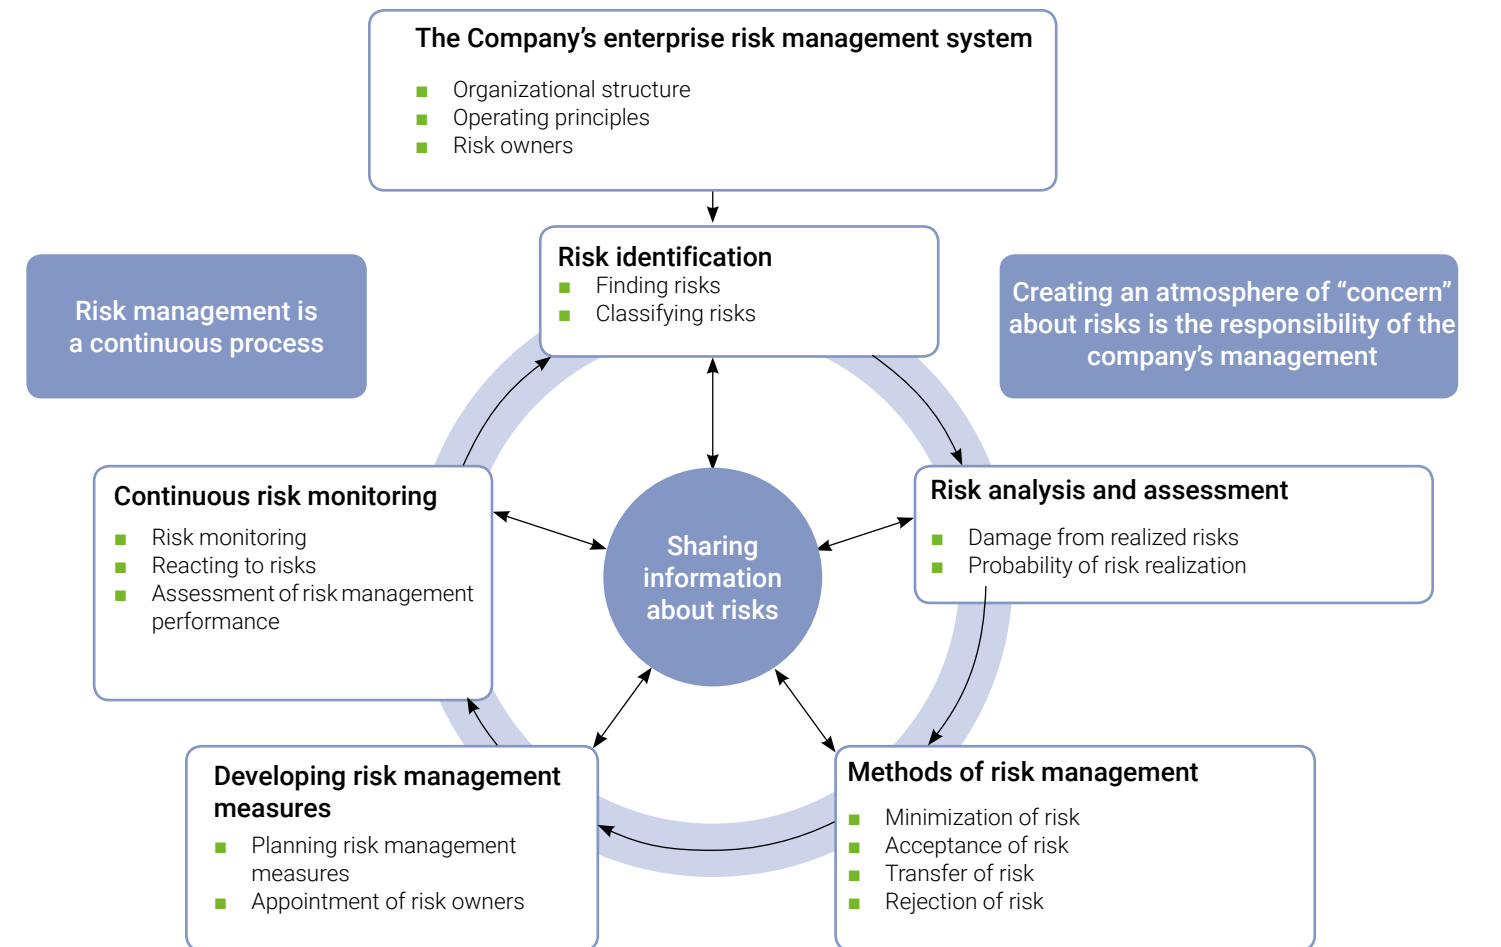 The Company’s enterprise risk management system
Organizational structure
Operating principles
Risk owners
Risk identification
Finding risks
Classifying risks
Risk management is
a continuous process
Creating an atmosphere of “concern”
about risks is the responsibility of the
company’s management
Continuous risk monitoring
Risk monitoring
Reacting to risks
Assessment of risk management
performance
Sharing
information
about risks
Risk analysis and assessment
Damage from realized risks
Probability of risk realization
Developing risk management
measures
Planning risk management
measures
Appointment of risk owners
Methods of risk management
Minimization of risk
Acceptance of risk
Transfer of risk
Rejection of risk